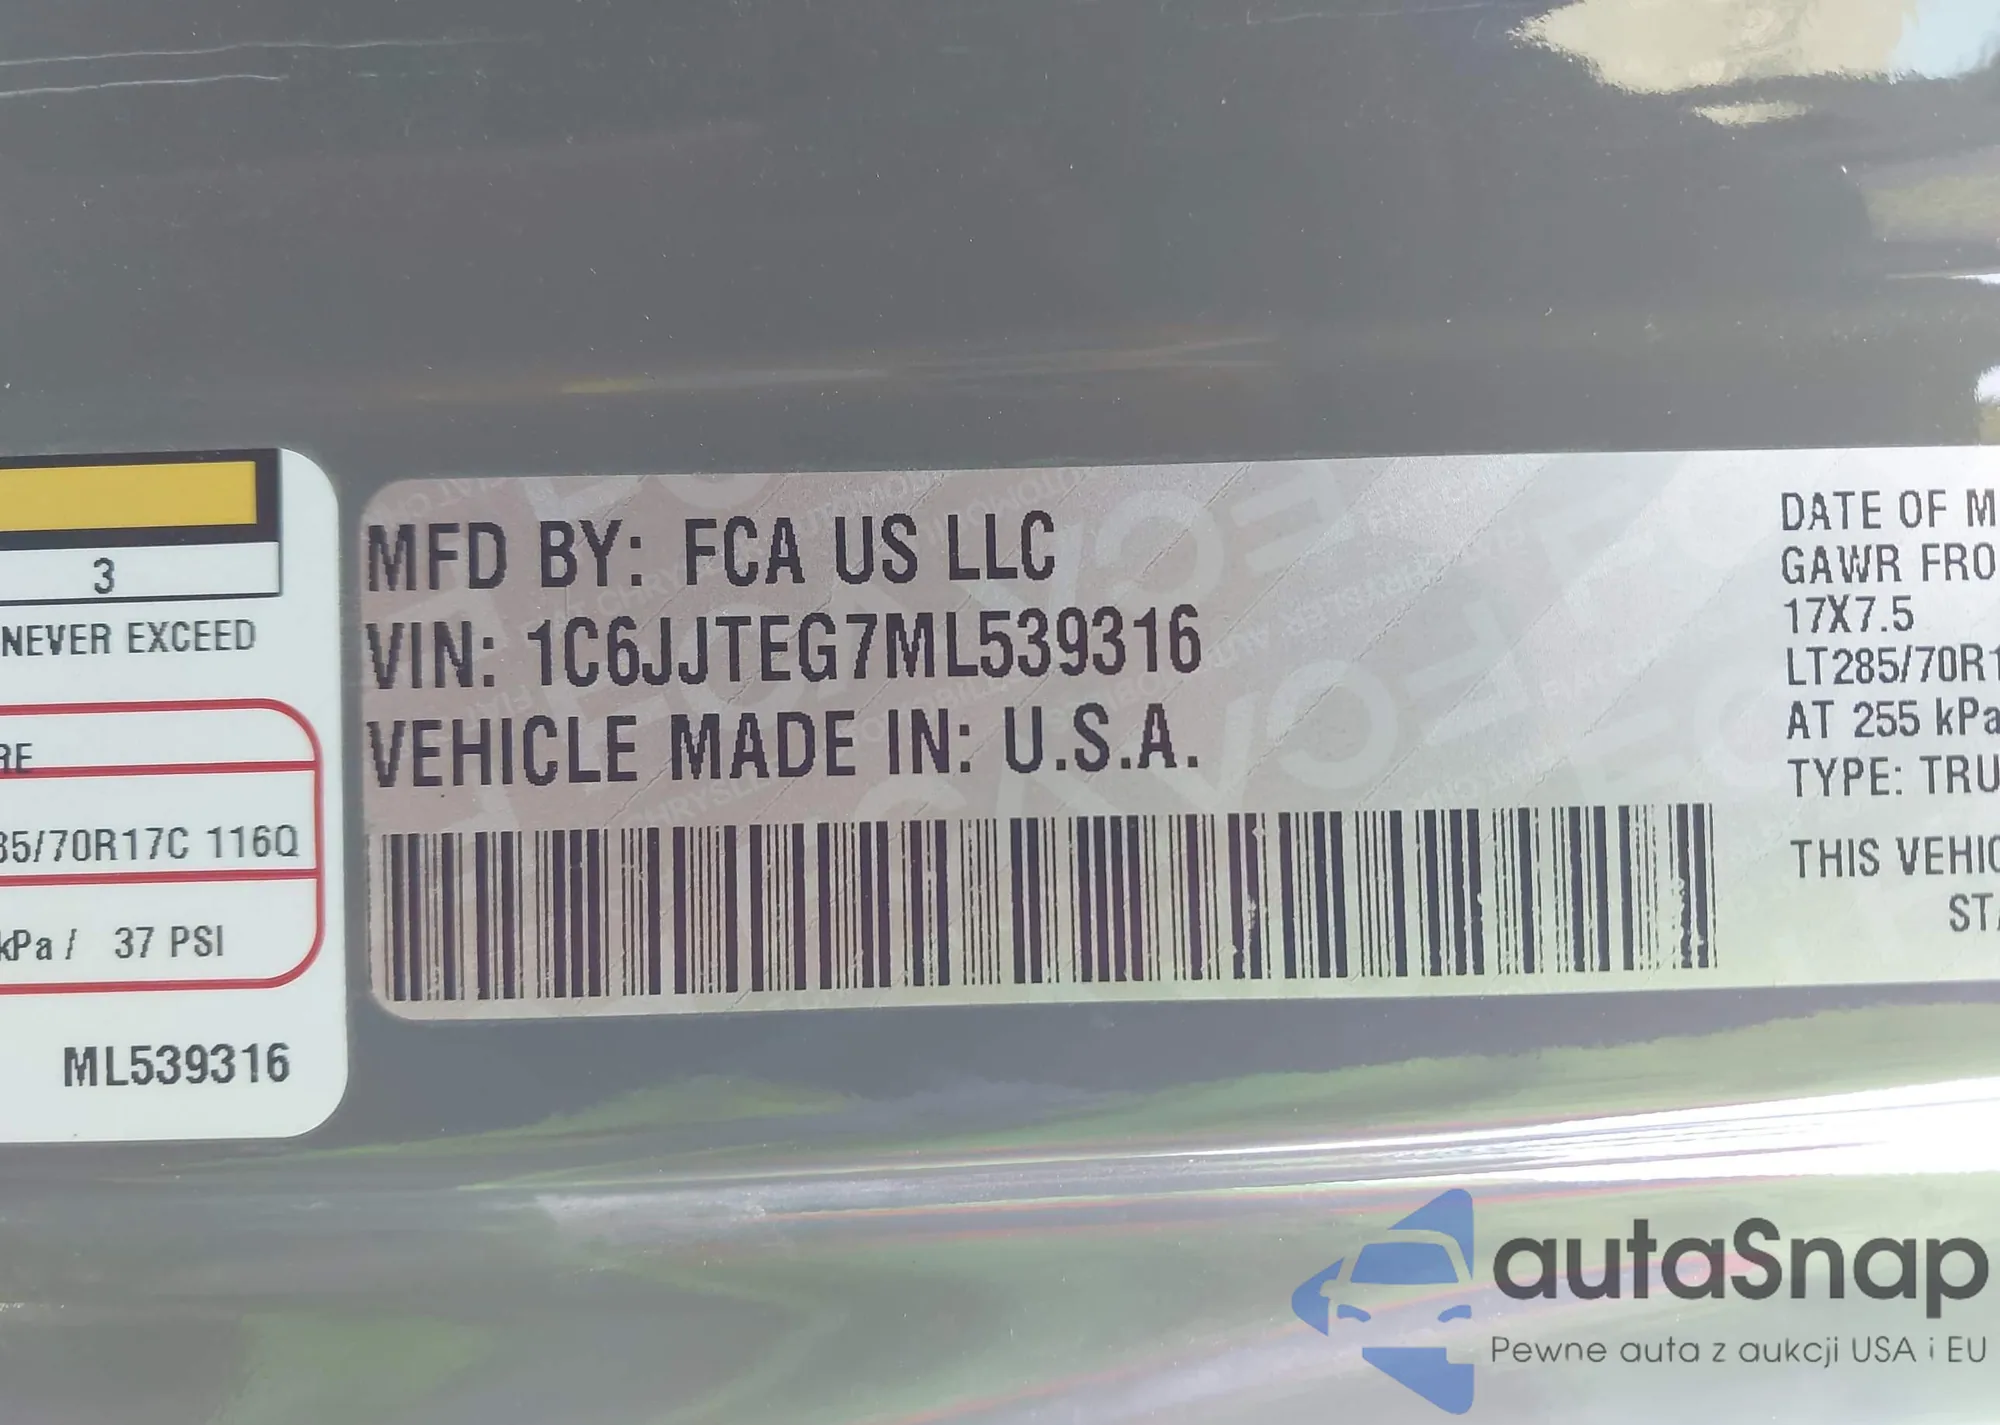 3
NEVER EXCEED
RE
85/70R17C 116Q
kPa / 37 PSI
ML539316
MFD BY: FCA US LLC
VIN: 1C6JJTEG7ML539316
VEHICLE MADE IN: U.S.A.
DATE OF M
GAWR FRO
17X7.5
LT285/70R1
AT 255 kPa
TYPE: TRU
THIS VEHIC
STA
autaSnap
Pewne auta z aukcji USA i EU